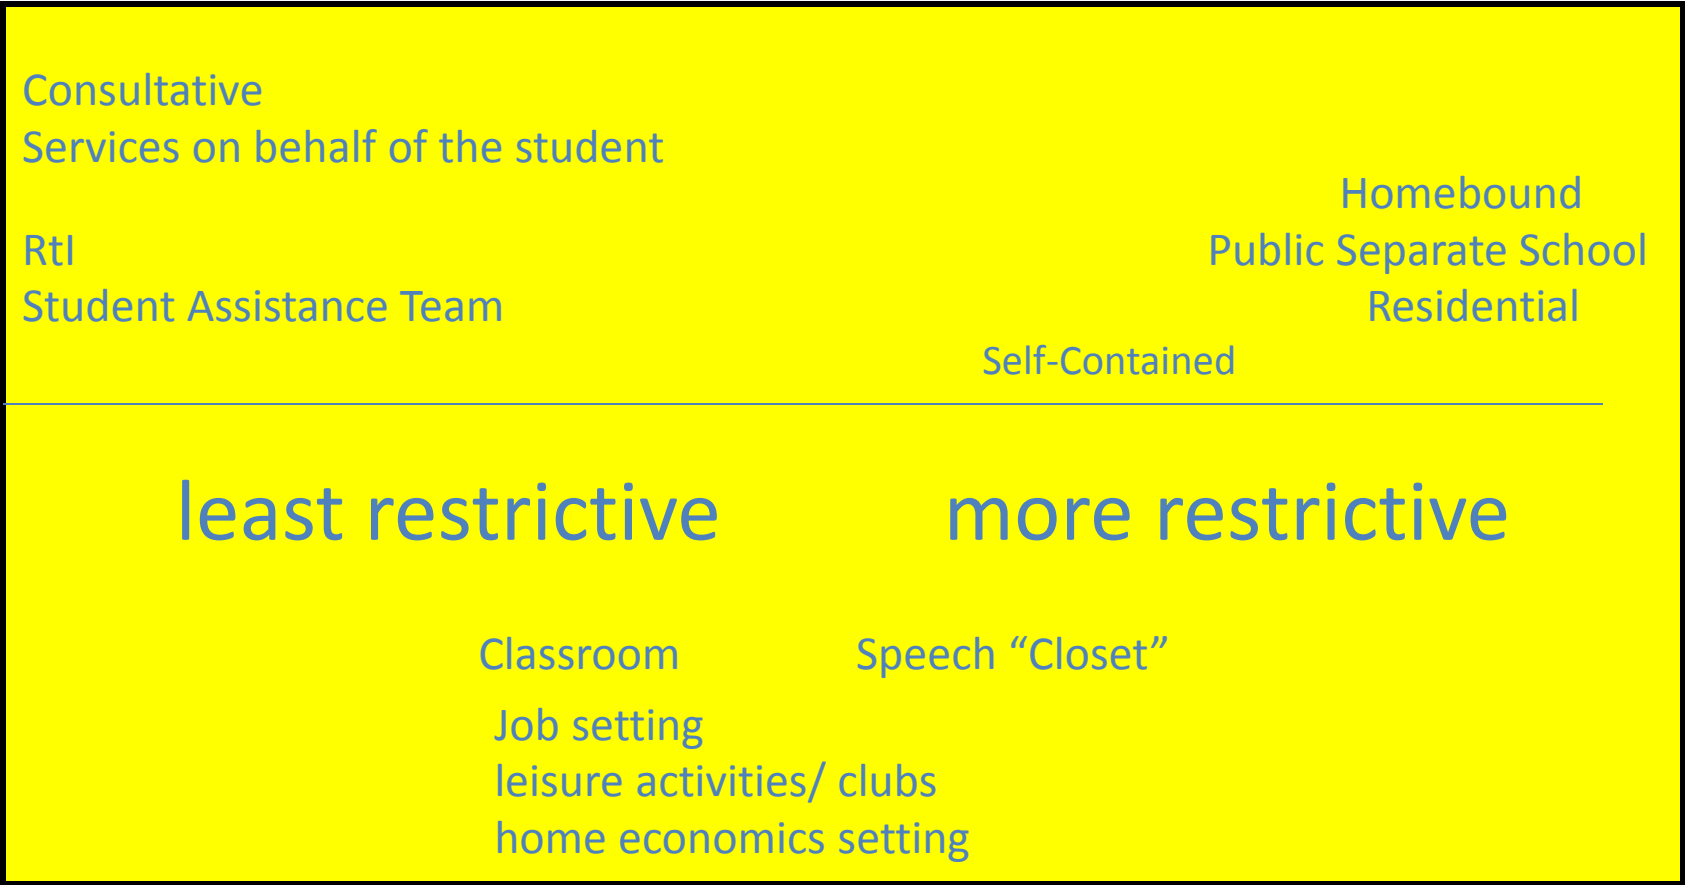 Consultative
Services on behalf of the student
Homebound
RtI
Public Separate School
Student Assistance Team
Residential
Self-Contained
least restrictive
more restrictive
Classroom
Speech “Closet”
Job setting
leisure activities/ clubs
home economics setting